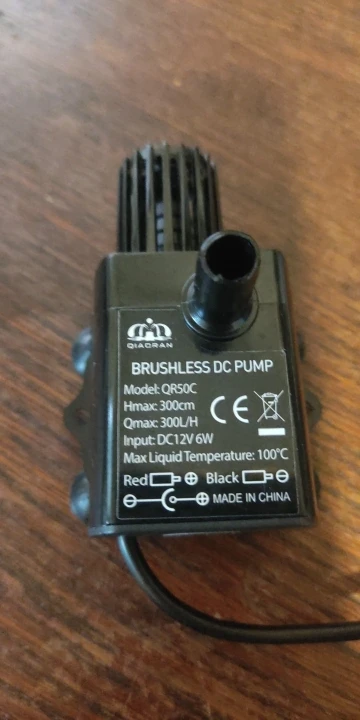 QIAORAN
BRUSHLESS DC PUMP
Model: QR50C
Hmax: 300cm
Qmax: 300L/H
Input: DC12V 6W
Max Liquid Temperature: 100°C
Red ⊕ Black ⊖
⊖ ⊕ MADE IN CHINA
CE